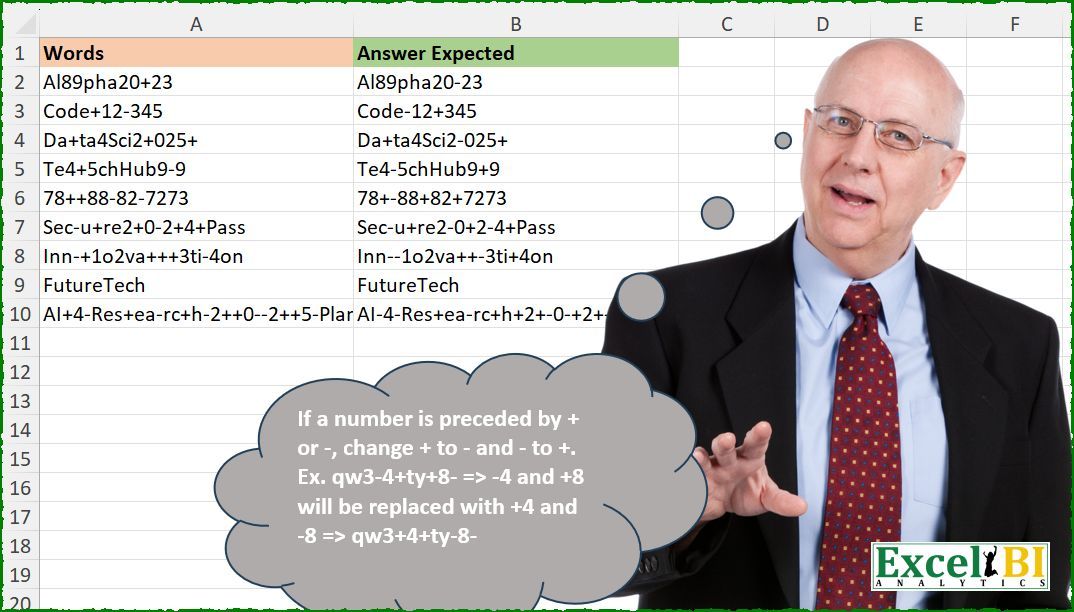 A B C D E F
1 Words Answer Expected
2 Al89pha20+23 Al89pha20-23
3 Code+12-345 Code-12+345
4 Da+ta4Sci2+025+ Da+ta4Sci2-025+
5 Te4+5chHub9-9 Te4-5chHub9+9
6 78++88-82-7273 78+-88+82+7273
7 Sec-u+re2+0-2+4+Pass Sec-u+re2-0+2-4+Pass
8 Inn-+1o2va+++3ti-4on Inn--1o2va++-3ti+4on
9 FutureTech FutureTech
10 AI+4-Res+ea-rc+h-2++0--2++5-Plar AI-4-Res+ea-rc+h+2+-0-+2+-
11
12
13
14
15
16
17
18
19
20
If a number is preceded by +
or -, change + to - and - to +.
Ex. qw3-4+ty+8- => -4 and +8
will be replaced with +4 and
-8 => qw3+4+ty-8-
Excel BI
ANALYTICS